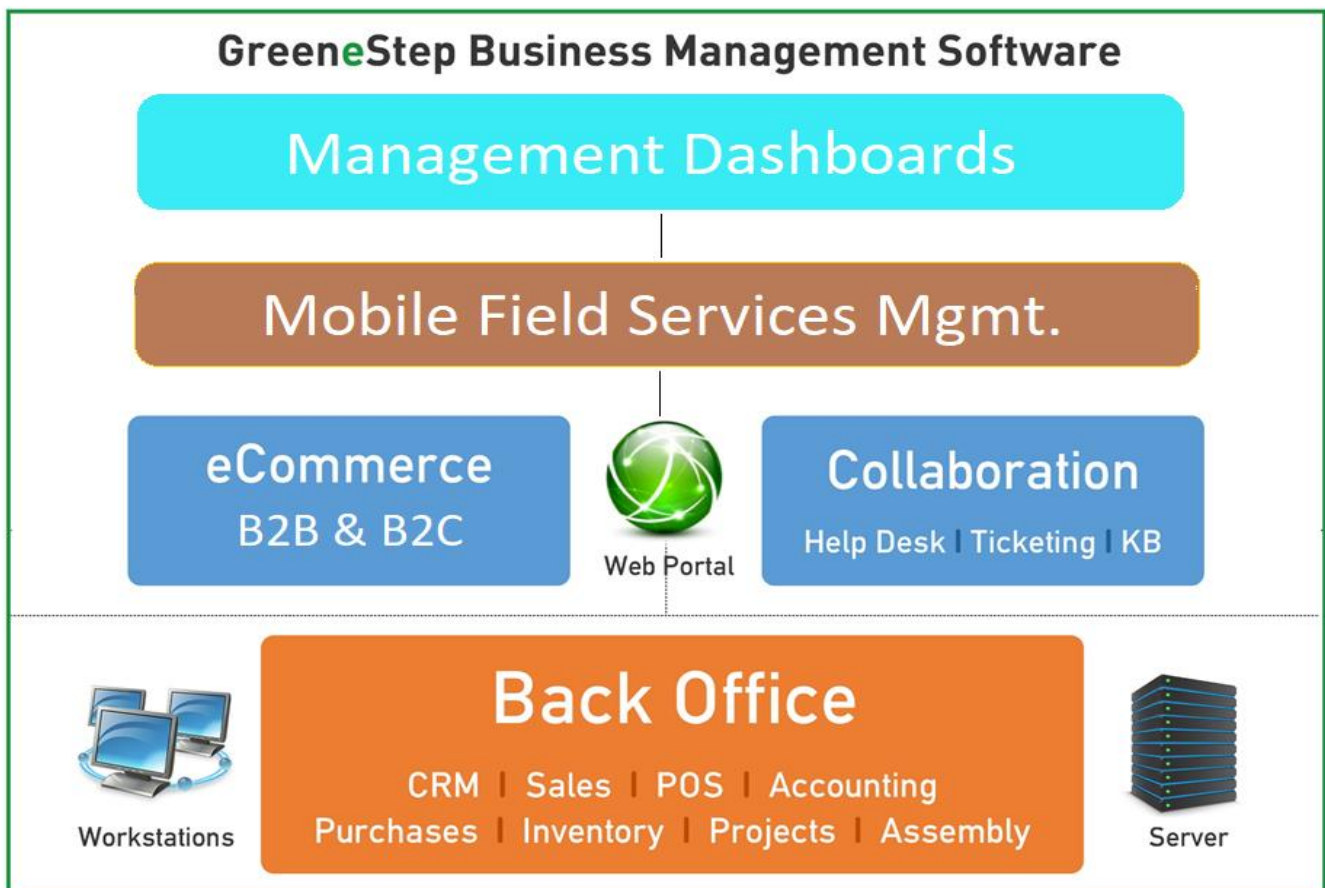 GreeneStep Business Management Software
Management Dashboards
Mobile Field Services Mgmt.
eCommerce
B2B & B2C
Web Portal
Collaboration
Help Desk | Ticketing | KB
Workstations
Back Office
CRM | Sales | POS | Accounting
Purchases | Inventory | Projects | Assembly
Server